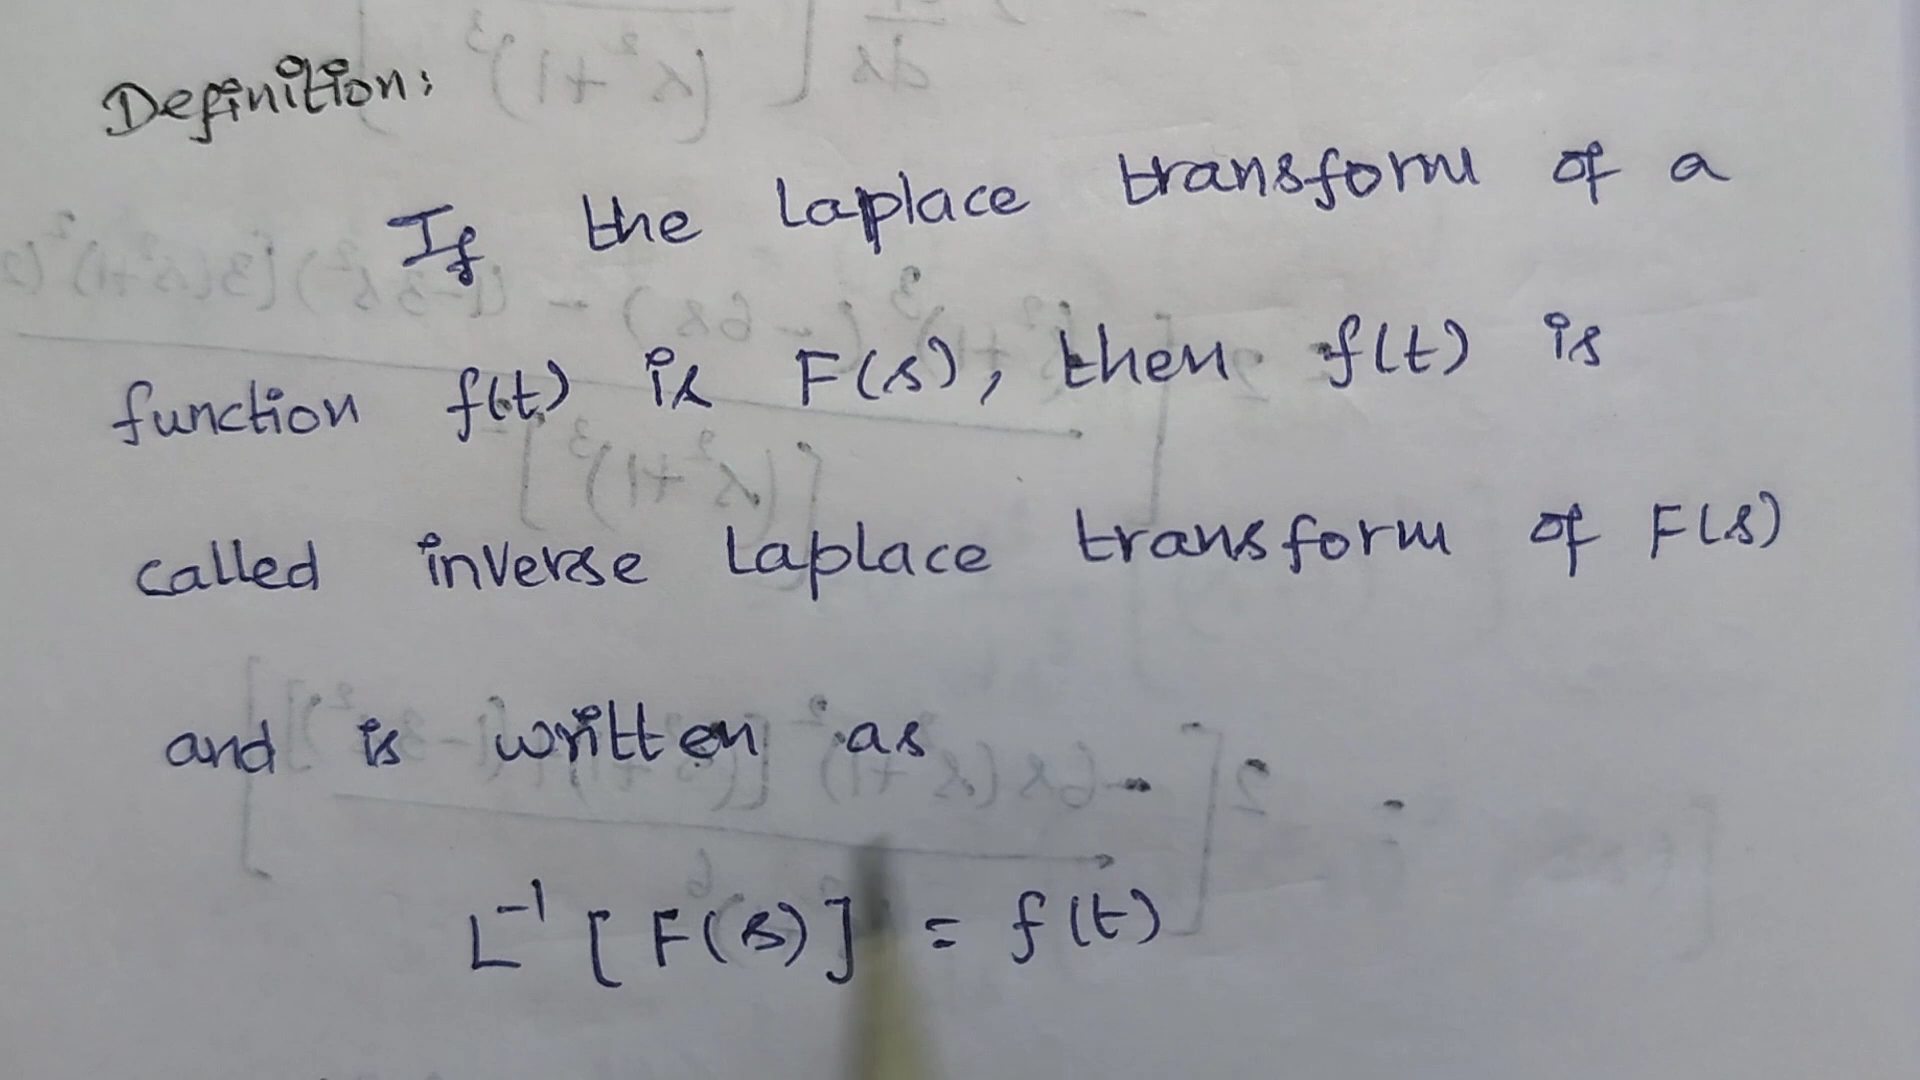 Definition:
If the Laplace transform of a
function f(t) is F(s), then f(t) is
called inverse Laplace transform of F(s)
and is written as
L⁻¹ [F(s)] = f(t)